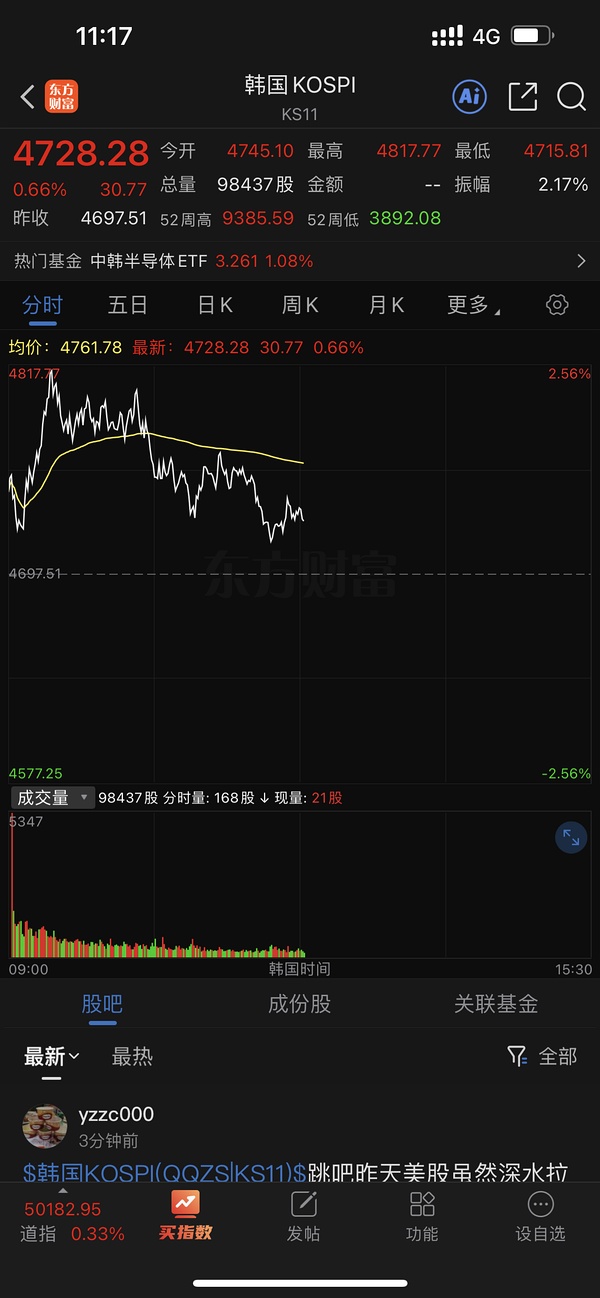 11:17 4G
东方财富 韩国KOSPI Ai
KS11
4728.28 今开 4745.10 最高 4817.77 最低 4715.81
0.66% 30.77 总量 98437股 金额 -- 振幅 2.17%
昨收 4697.51 52周高 9385.59 52周低 3892.08
热门基金 中韩半导体ETF 3.261 1.08%
分时 五日 日K 周K 月K 更多
均价: 4761.78 最新: 4728.28 30.77 0.66%
4817.77 2.56%
4697.51 东方财富
4577.25 -2.56%
成交量 98437股 分时量: 168股↓ 现量: 21股
5347
09:00 韩国时间 15:30
股吧 成份股 关联基金
最新 最热 全部
yzzc000
3分钟前
$韩国KOSPI(QQZS|KS11)$跳吧昨天美股虽然深水拉
50182.95
道指 0.33% 买指数 发帖 功能 设自选